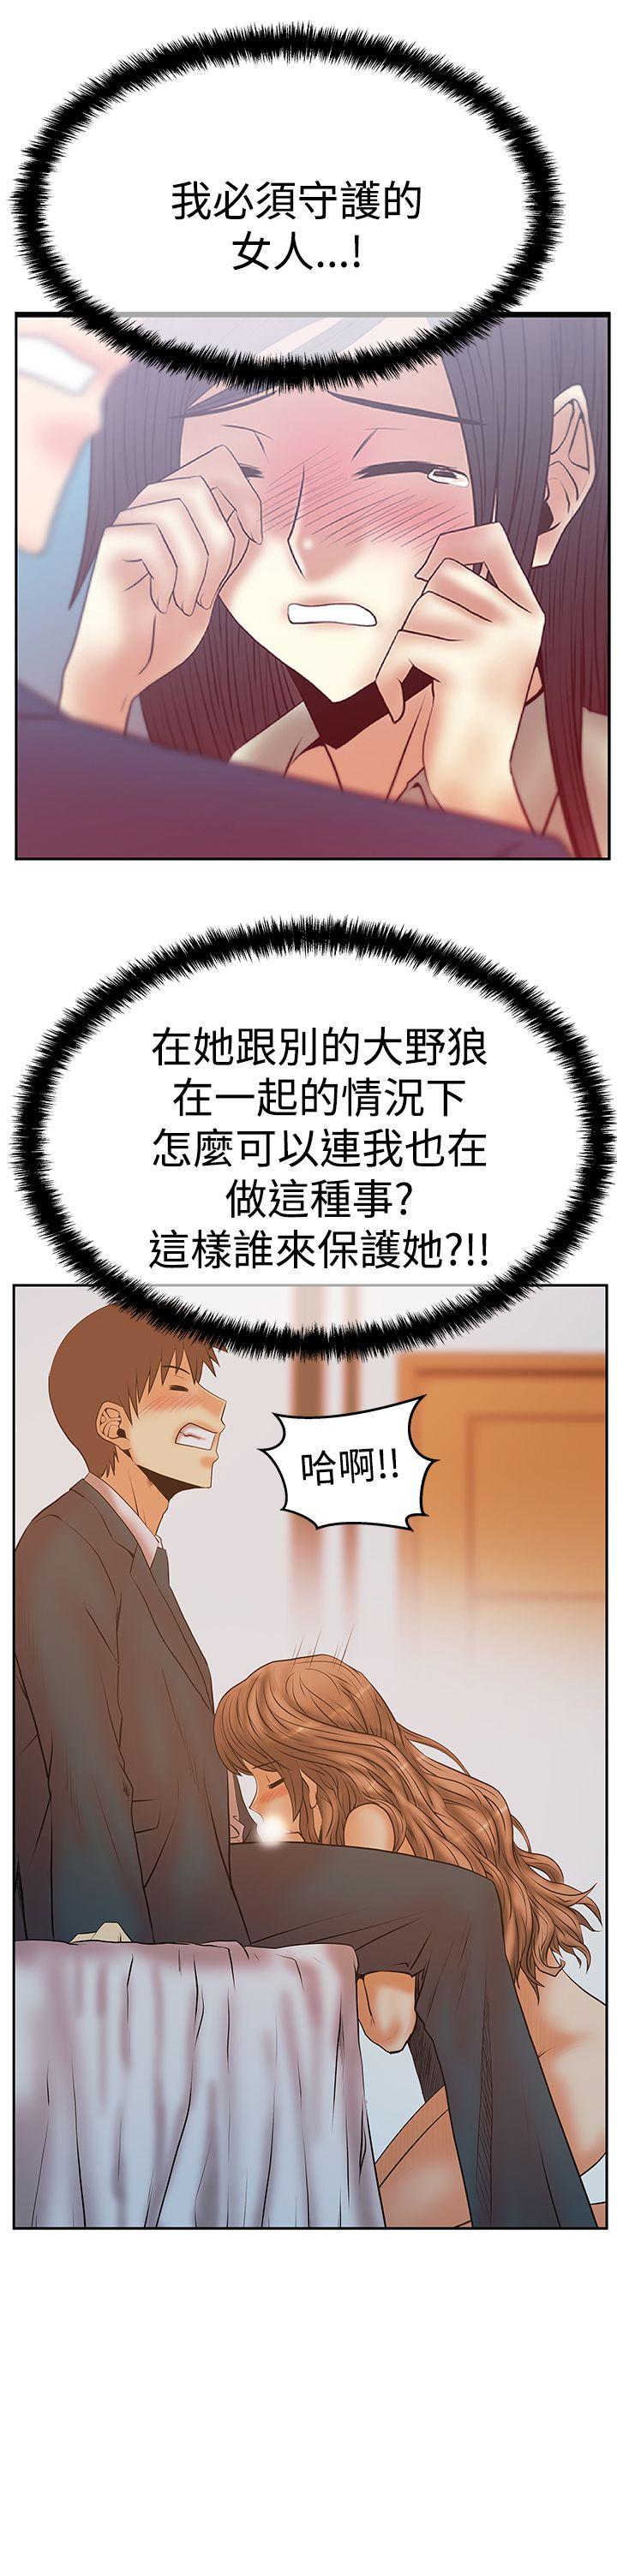 我必須守護的
女人...!
在她跟別的大野狼
在一起的情況下
怎麼可以連我也在
做這種事?
這樣誰來保護她?!!
哈啊!!